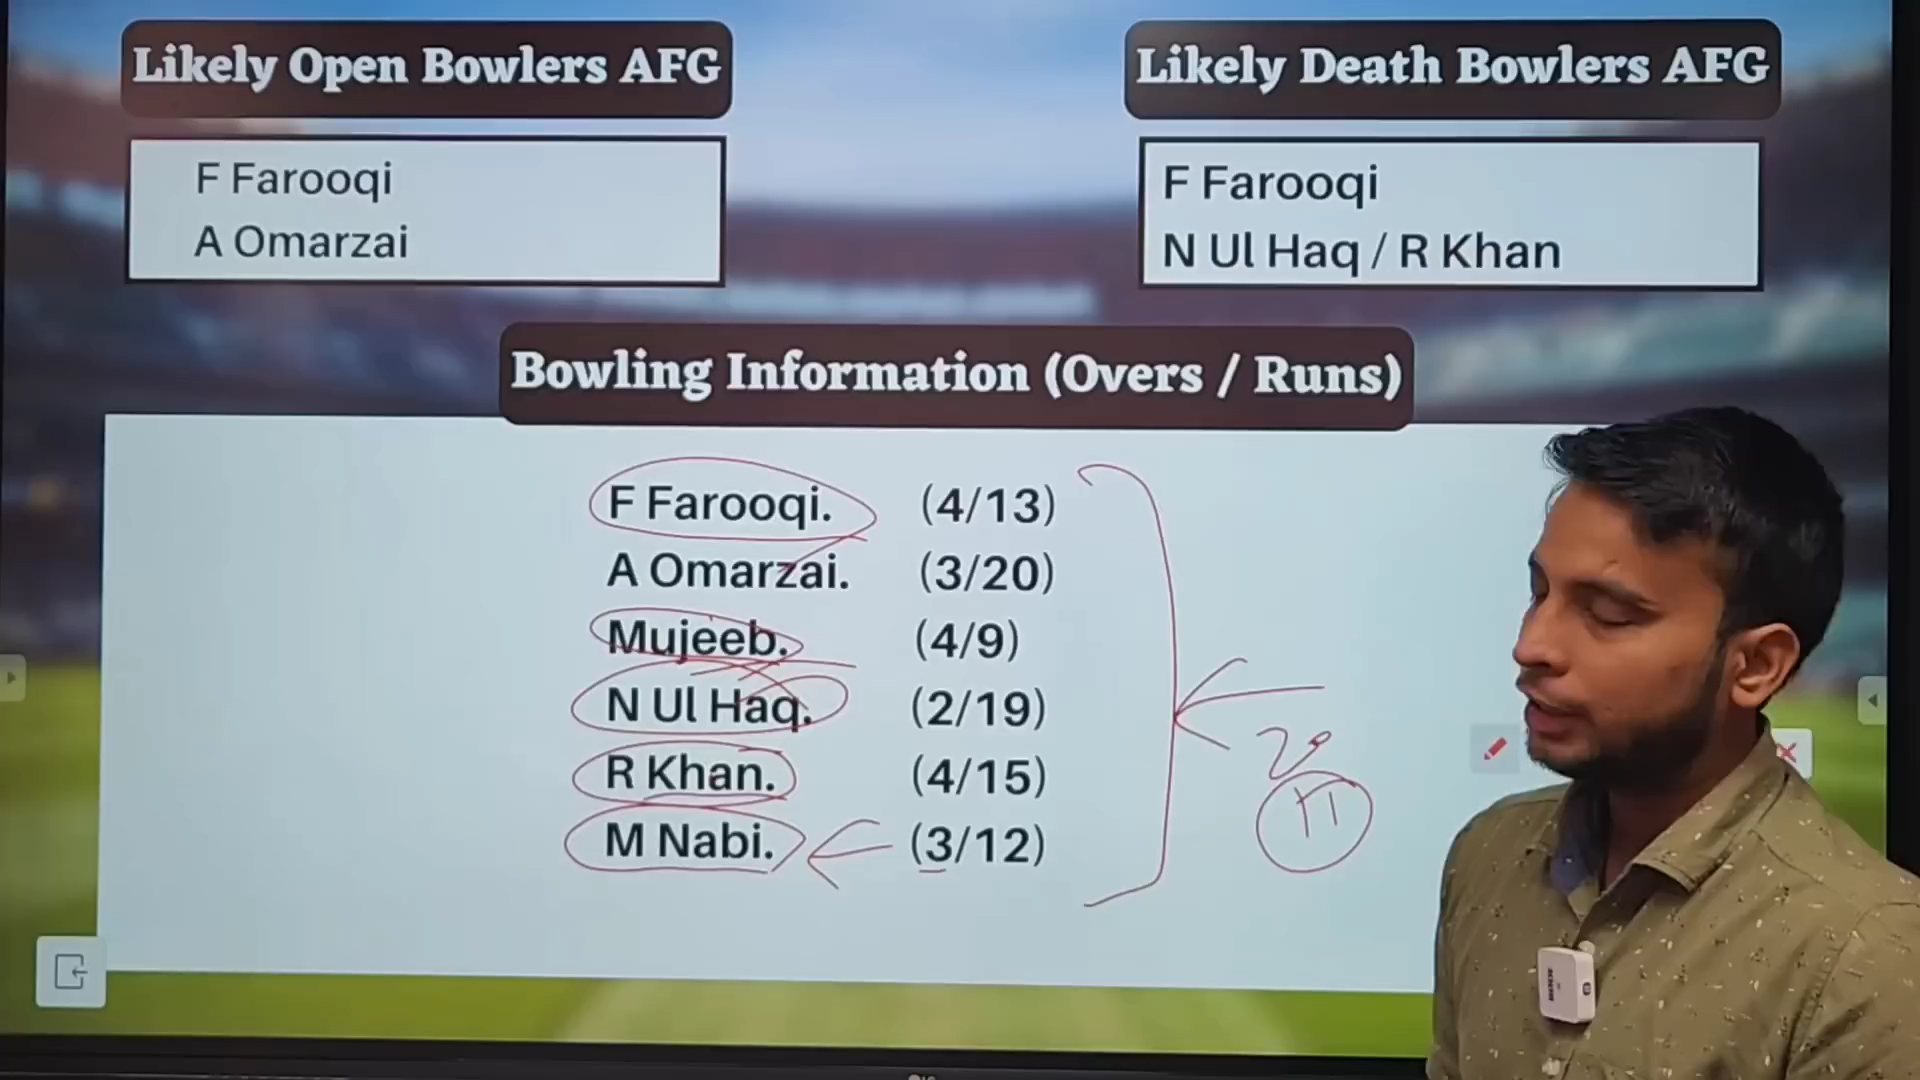 Likely Open Bowlers AFG
F Farooqi
A Omarzai
Likely Death Bowlers AFG
F Farooqi
N Ul Haq / R Khan
Bowling Information (Overs / Runs)
F Farooqi. (4/13)
A Omarzai. (3/20)
Mujeeb. (4/9)
N Ul Haq. (2/19)
R Khan. (4/15)
M Nabi. (3/12)